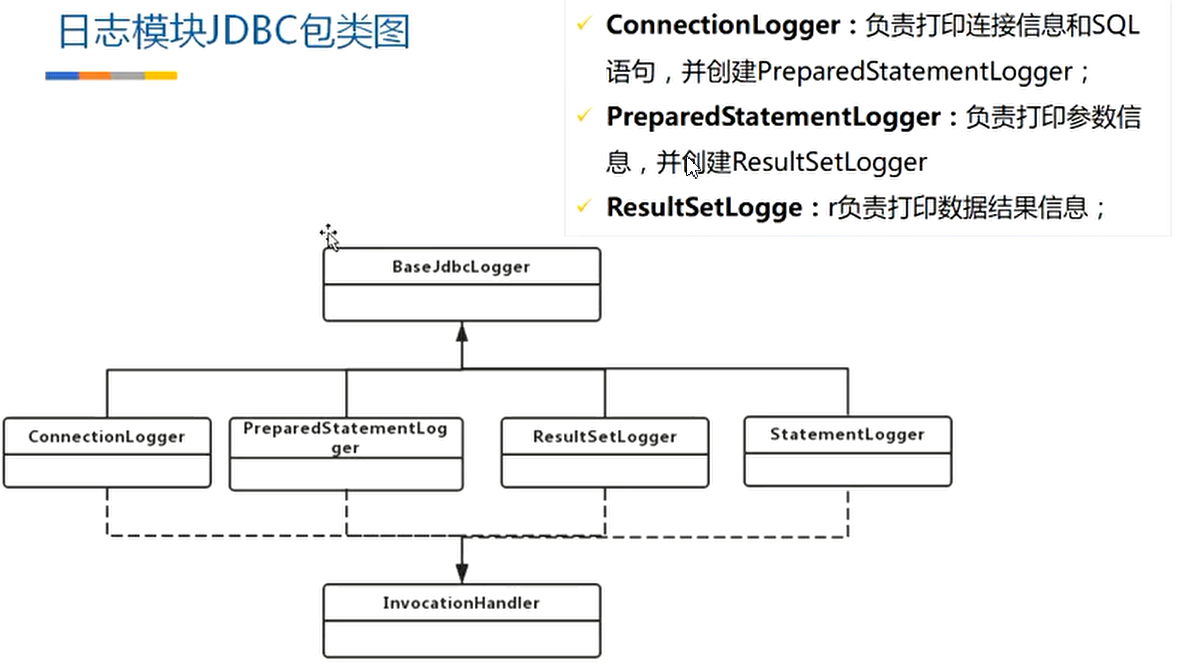 日志模块JDBC包类图
ConnectionLogger：负责打印连接信息和SQL
语句，并创建PreparedStatementLogger；
PreparedStatementLogger：负责打印参数信
息，并创建ResultSetLogger
ResultSetLogge：r负责打印数据结果信息；
BaseJdbcLogger
ConnectionLogger
PreparedStatementLog
ger
ResultSetLogger
StatementLogger
InvocationHandler